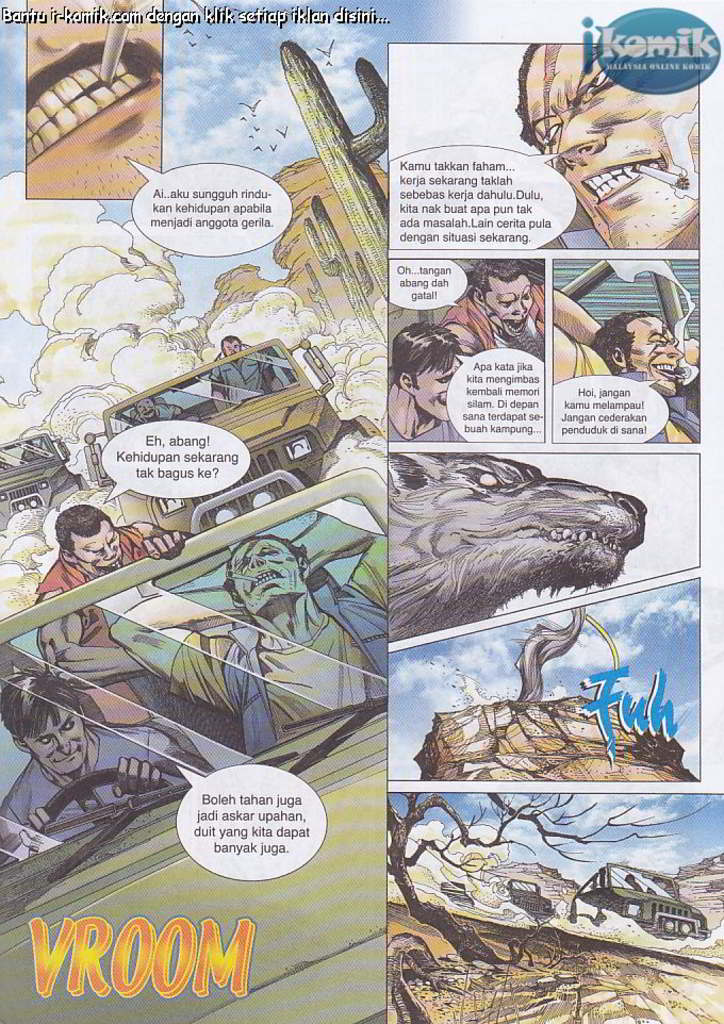 Bantu i-komik.com dengan klik setiap iklan disini...
iKomik
MALAYSIA ONLINE KOMIK
Ai..aku sungguh rindu-
kan kehidupan apabila
menjadi anggota gerila.
Eh, abang!
Kehidupan sekarang
tak bagus ke?
Boleh tahan juga
jadi askar upahan,
duit yang kita dapat
banyak juga.
VROOM
Kamu takkan faham...
kerja sekarang taklah
sebebas kerja dahulu.Dulu,
kita nak buat apa pun tak
ada masalah.Lain cerita pula
dengan situasi sekarang.
Oh...tangan
abang dah
gatal!
Apa kata jika
kita mengimbas
kembali memori
silam. Di depan
sana terdapat se-
buah kampung...
Hoi, jangan
kamu melampau!
Jangan cederakan
penduduk di sana!
Fuh